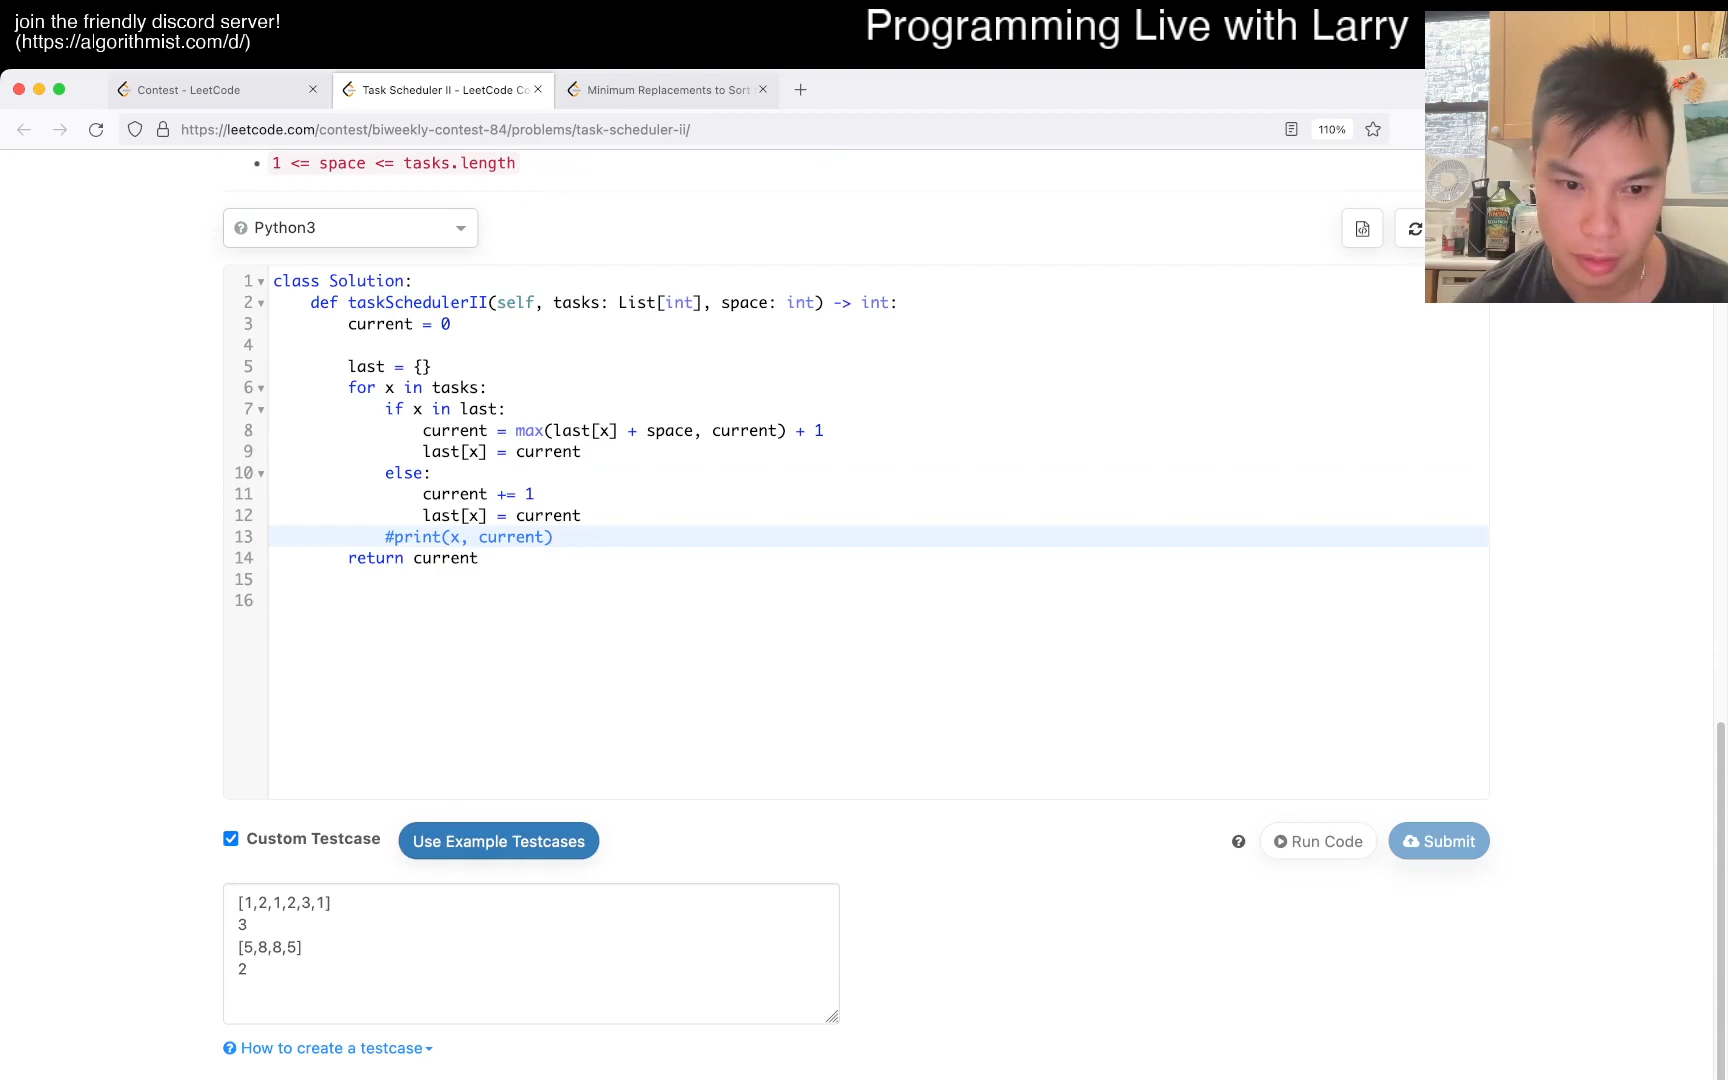 join the friendly discord server!
(https://algorithmist.com/d/)
Programming Live with Larry
Contest - LeetCode
Task Scheduler II - LeetCode Co
Minimum Replacements to Sort
https://leetcode.com/contest/biweekly-contest-84/problems/task-scheduler-ii/
110%
1 <= space <= tasks.length
Python3
1 class Solution:
2 def taskSchedulerII(self, tasks: List[int], space: int) -> int:
3 current = 0
4
5 last = {}
6 for x in tasks:
7 if x in last:
8 current = max(last[x] + space, current) + 1
9 last[x] = current
10 else:
11 current += 1
12 last[x] = current
13 #print(x, current)
14 return current
15
16
Custom Testcase
Use Example Testcases
Run Code
Submit
[1,2,1,2,3,1]
3
[5,8,8,5]
2
How to create a testcase